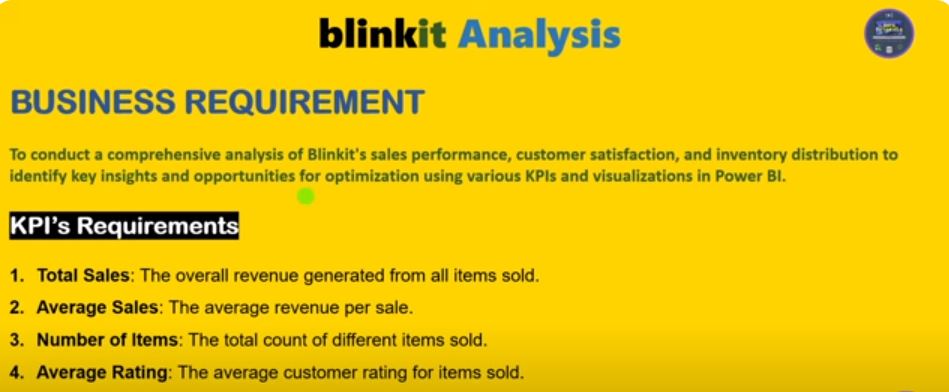 blinkit Analysis
BUSINESS REQUIREMENT
To conduct a comprehensive analysis of Blinkit's sales performance, customer satisfaction, and inventory distribution to
identify key insights and opportunities for optimization using various KPIs and visualizations in Power BI.
KPI's Requirements
1. Total Sales: The overall revenue generated from all items sold.
2. Average Sales: The average revenue per sale.
3. Number of Items: The total count of different items sold.
4. Average Rating: The average customer rating for items sold.